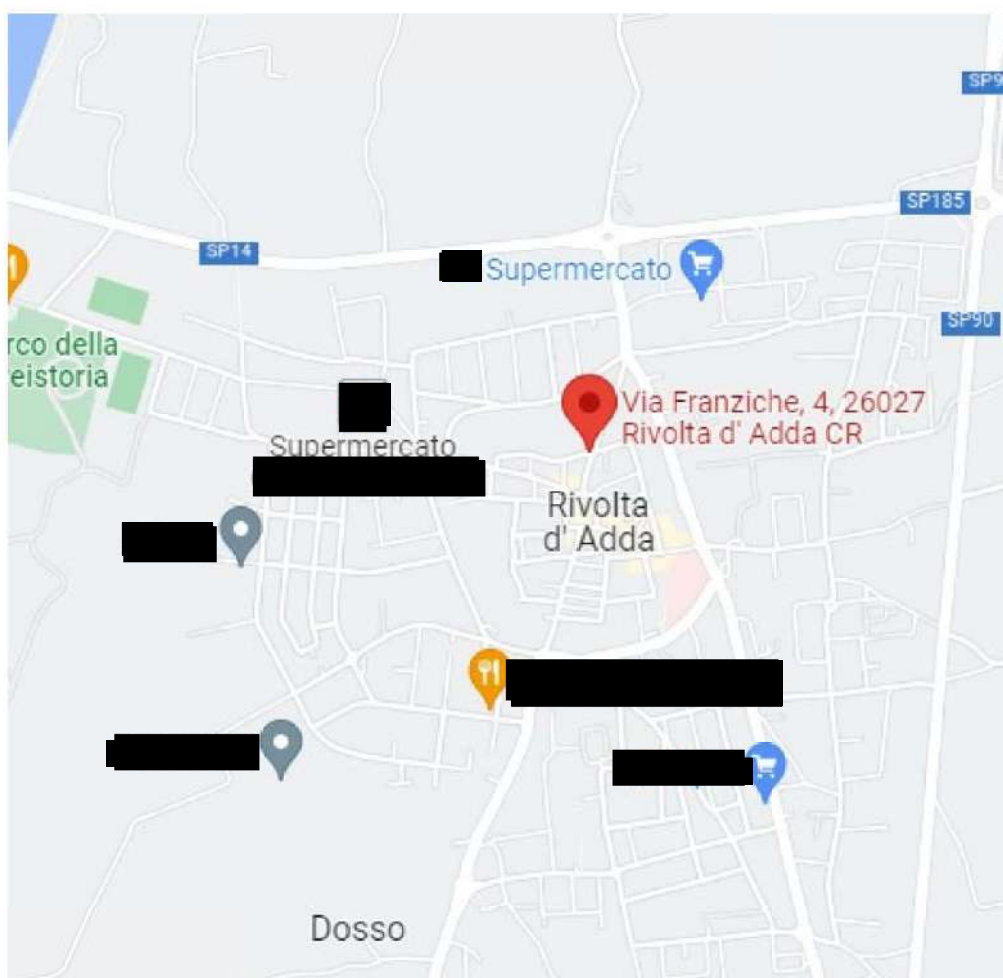 SP9
SP185
SP14
Supermercato
SP90
rco della
eistoria
Via Franziche, 4, 26027
Rivolta d' Adda CR
Supermercato
Rivolta
d' Adda
Dosso